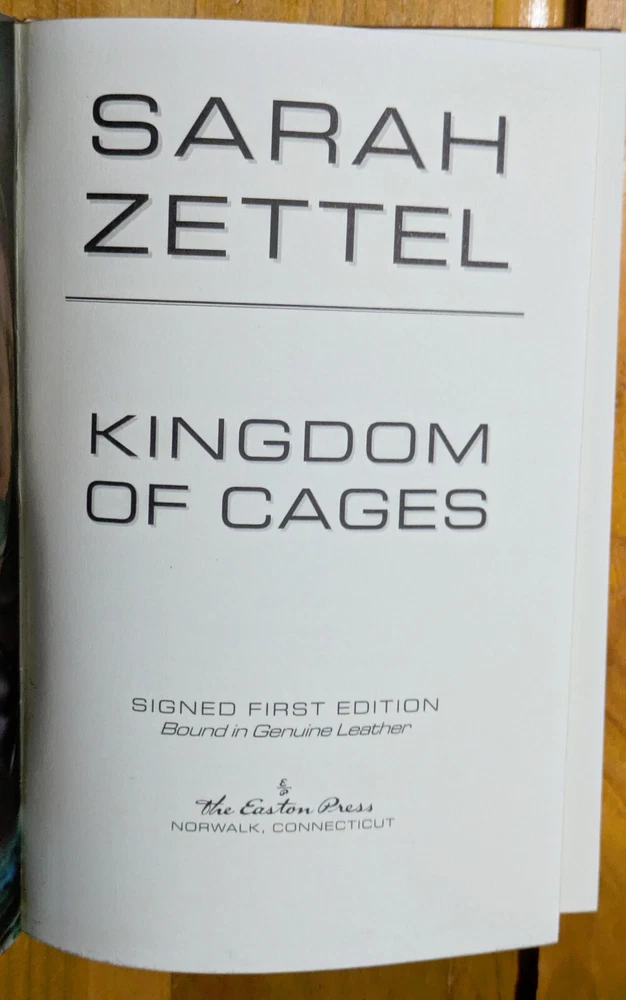 SARAH
ZETTEL
KINGDOM
OF CAGES
SIGNED FIRST EDITION
Bound in Genuine Leather
E
P
The Easton Press
NORWALK, CONNECTICUT